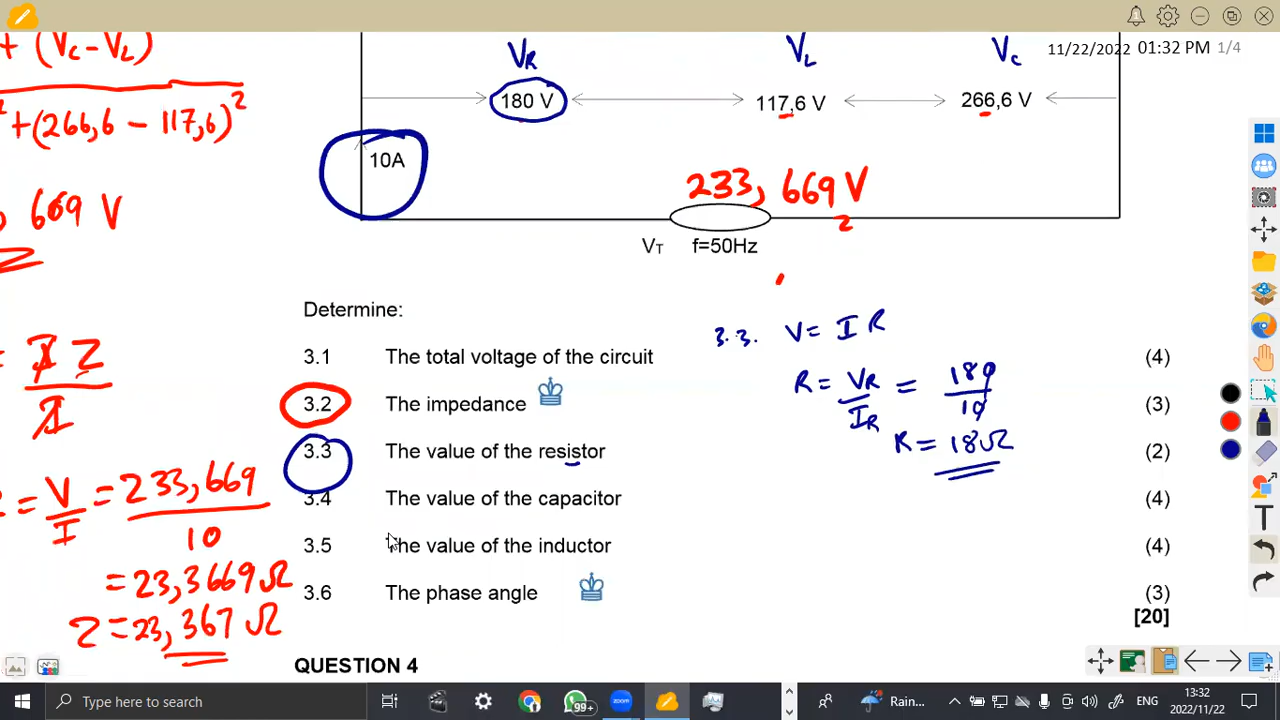 11/22/2022 01:32 PM 1/4
+ (VC – VL)
² + (266,6 – 117,6)²
669 V
VR
VL
VC
180 V
117,6 V
266,6 V
10A
233,669 V
2
VT f=50Hz
Determine:
3.1 The total voltage of the circuit (4)
3.2 The impedance (3)
3.3 The value of the resistor (2)
3.4 The value of the capacitor (4)
3.5 The value of the inductor (4)
3.6 The phase angle (3)
[20]
QUESTION 4
3.3. V = I R
R = VR / IR = 180 / 10
R = 18Ω
= I Z / I
= V / I = 233,669 / 10
= 23,3669 Ω
Z = 23,367 Ω
T
Type here to search
99+
Rain...
ENG
13:32
2022/11/22